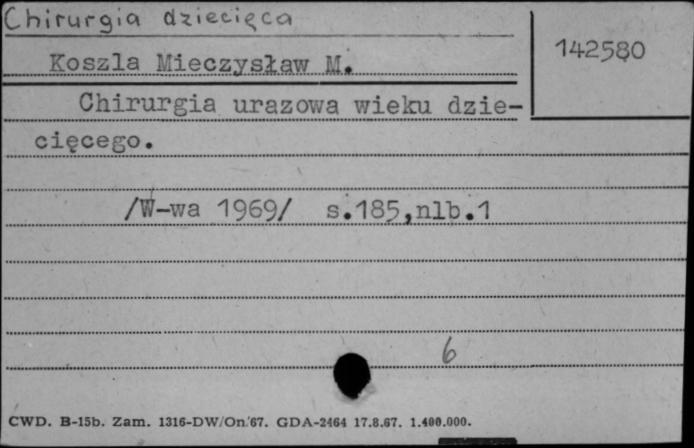 Chirurgia dziecięca
142580
Koszla Mieczysław M.
Chirurgia urazowa wieku dzie-
cięcego.
/W-wa 1969/ s.185,nlb.1
6
CWD. B-15b. Zam. 1316-DW/On.'67. GDA-2464 17.8.67. 1.400.000.